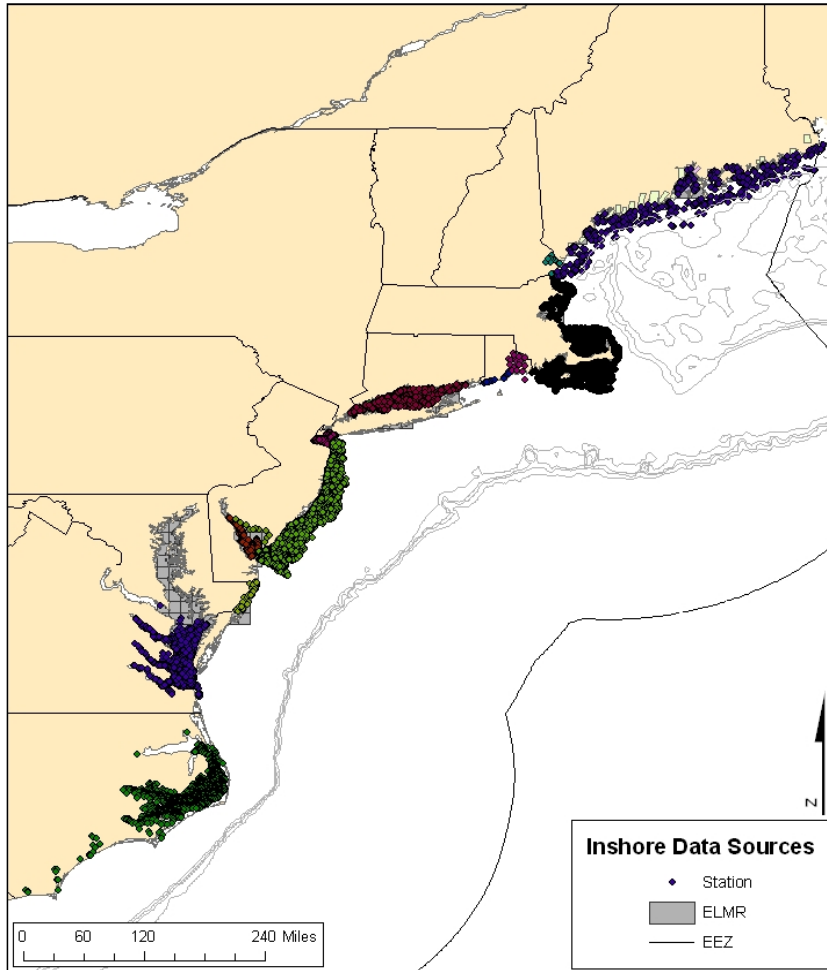 Z
Inshore Data Sources
Station
ELMR
EEZ
0 60 120 240 Miles